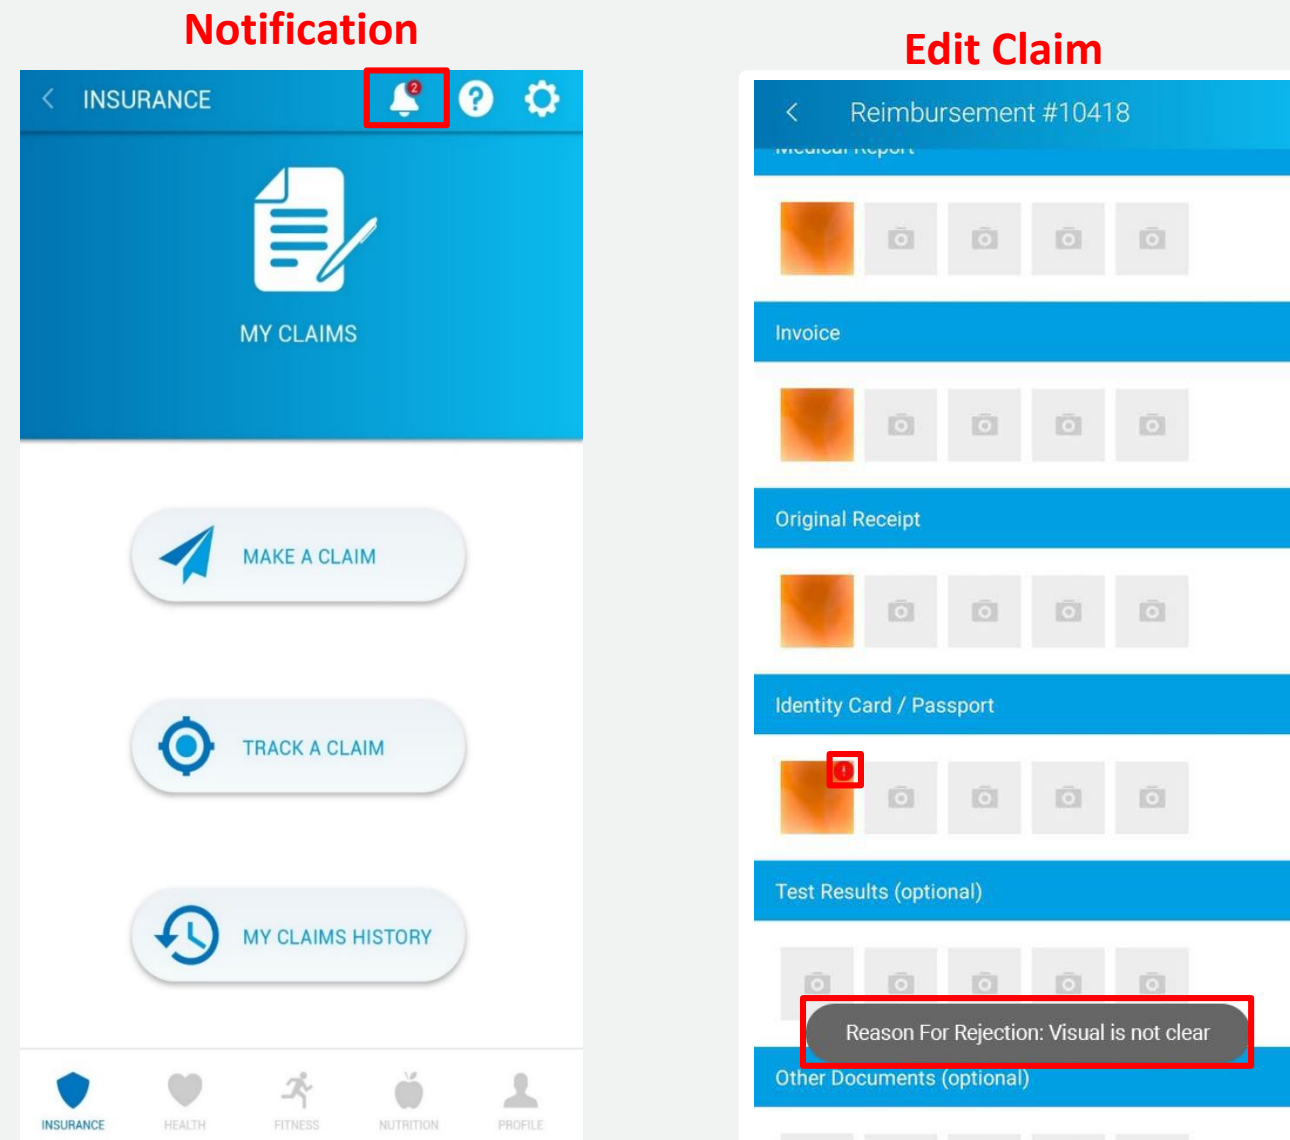 Notification
INSURANCE
2
?
MY CLAIMS
MAKE A CLAIM
TRACK A CLAIM
MY CLAIMS HISTORY
INSURANCE
HEALTH
FITNESS
NUTRITION
PROFILE
Edit Claim
Reimbursement #10418
Medical Report
Invoice
Original Receipt
Identity Card / Passport
!
Test Results (optional)
Reason For Rejection: Visual is not clear
Other Documents (optional)